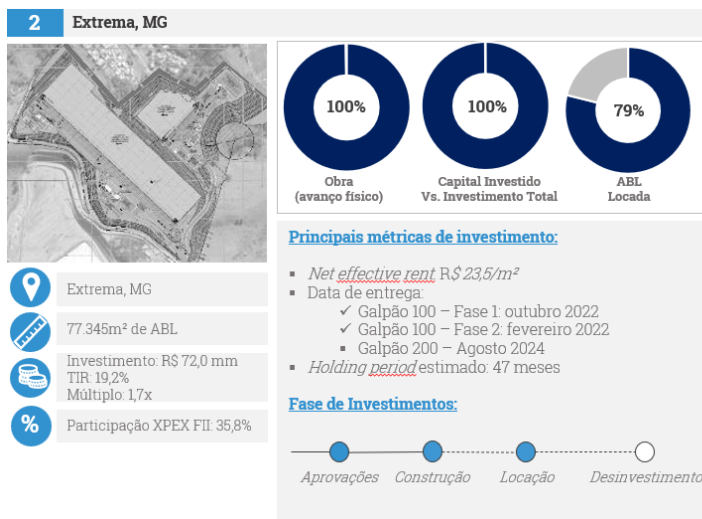 2 Extrema, MG
100%
100%
79%
Obra
(avanço físico)
Capital Investido
Vs. Investimento Total
ABL
Locada
Extrema, MG
77.345m² de ABL
Investimento: R$ 72,0 mm
TIR: 19,2%
Múltiplo: 1,7x
%
Participação XPEX FII: 35,8%
Principais métricas de investimento:
▪ Net effective rent R$ 23,5/m²
▪ Data de entrega:
✓ Galpão 100 – Fase 1: outubro 2022
✓ Galpão 100 – Fase 2: fevereiro 2022
▪ Galpão 200 – Agosto 2024
▪ Holding period estimado: 47 meses
Fase de Investimentos:
Aprovações Construção Locação Desinvestimento